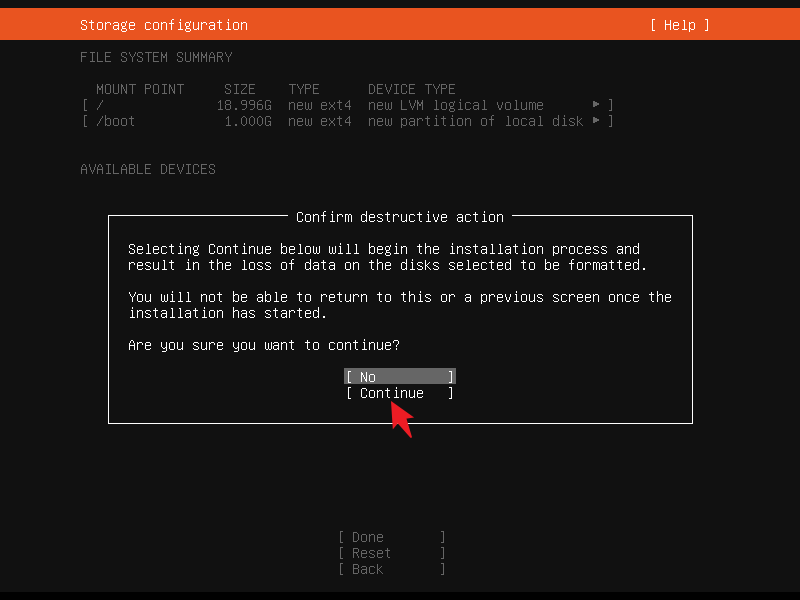 Storage configuration [ Help ]
FILE SYSTEM SUMMARY
MOUNT POINT SIZE TYPE DEVICE TYPE
[ / 18.996G new ext4 new LVM logical volume ▸ ]
[ /boot 1.000G new ext4 new partition of local disk ▸ ]
AVAILABLE DEVICES
Confirm destructive action
Selecting Continue below will begin the installation process and
result in the loss of data on the disks selected to be formatted.
You will not be able to return to this or a previous screen once the
installation has started.
Are you sure you want to continue?
[ No ]
[ Continue ]
[ Done ]
[ Reset ]
[ Back ]